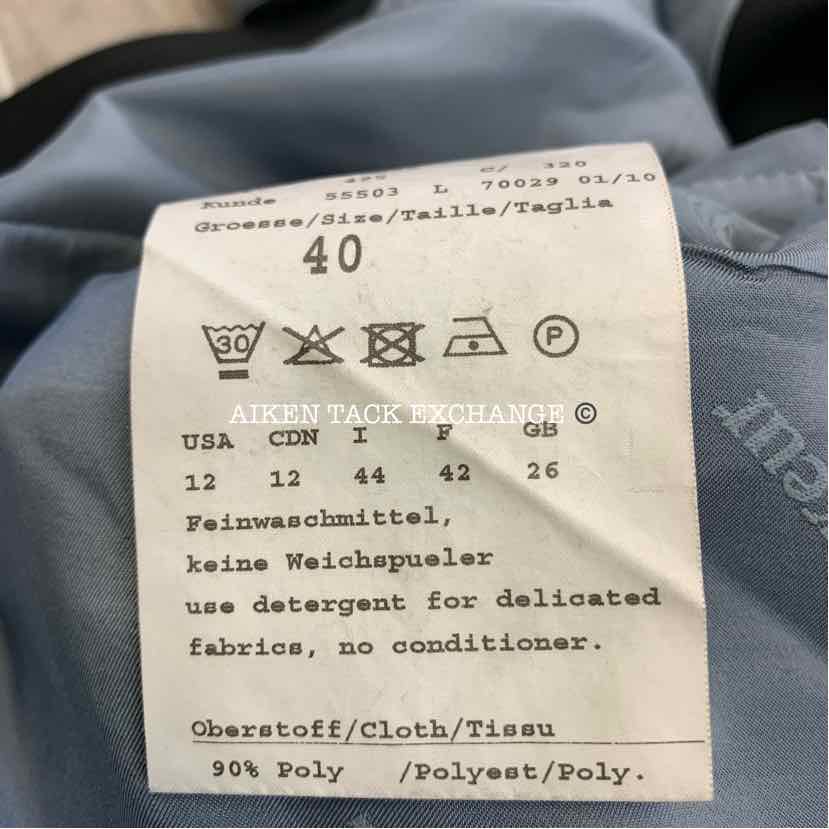 c/ 320
Kunde 55503 L 70029 01/10
Groesse/Size/Taille/Taglia
40
30 P
AIKEN TACK EXCHANGE ©
USA CDN I F GB
12 12 44 42 26
Feinwaschmittel,
keine Weichspueler
use detergent for delicated
fabrics, no conditioner.
Oberstoff/Cloth/Tissu
90% Poly /Polyest/Poly.